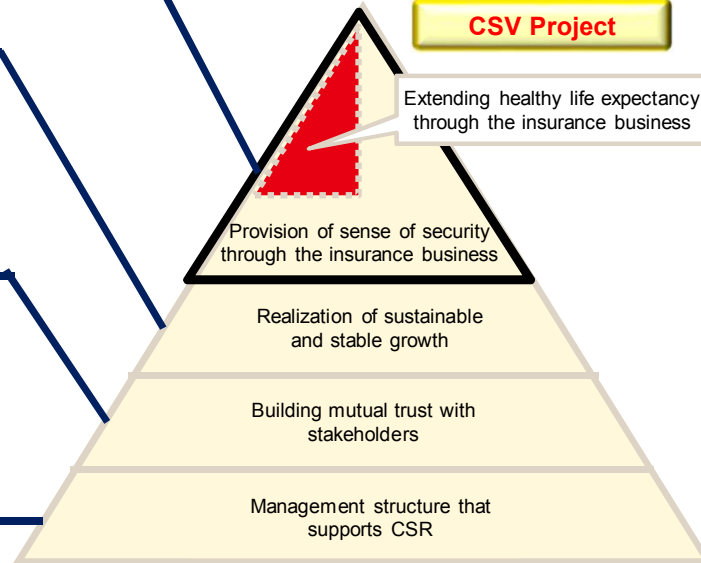 CSV Project
Extending healthy life expectancy
through the insurance business
Provision of sense of security
through the insurance business
Realization of sustainable
and stable growth
Building mutual trust with
stakeholders
Management structure that
supports CSR